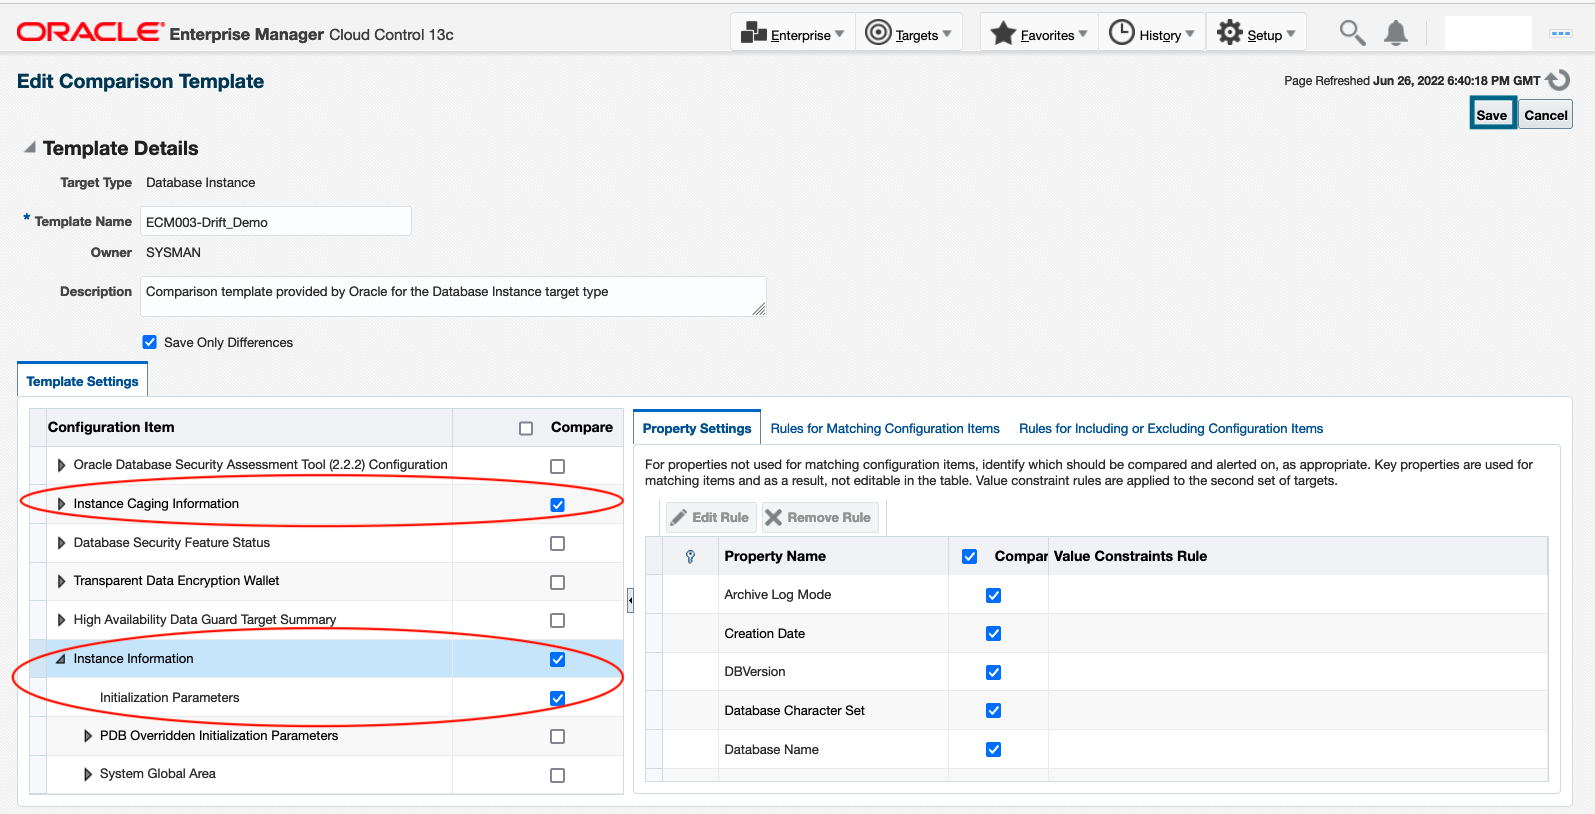 ORACLE® Enterprise Manager Cloud Control 13c
Enterprise Targets Favorites History Setup
Edit Comparison Template
Page Refreshed Jun 26, 2022 6:40:18 PM GMT
Save Cancel
Template Details
Target Type Database Instance
* Template Name ECM003-Drift_Demo
Owner SYSMAN
Description Comparison template provided by Oracle for the Database Instance target type
Save Only Differences
Template Settings
Configuration Item Compare
Oracle Database Security Assessment Tool (2.2.2) Configuration
Instance Caging Information
Database Security Feature Status
Transparent Data Encryption Wallet
High Availability Data Guard Target Summary
Instance Information
Initialization Parameters
PDB Overridden Initialization Parameters
System Global Area
Property Settings Rules for Matching Configuration Items Rules for Including or Excluding Configuration Items
For properties not used for matching configuration items, identify which should be compared and alerted on, as appropriate. Key properties are used for
matching items and as a result, not editable in the table. Value constraint rules are applied to the second set of targets.
Edit Rule Remove Rule
Property Name Compar Value Constraints Rule
Archive Log Mode
Creation Date
DBVersion
Database Character Set
Database Name